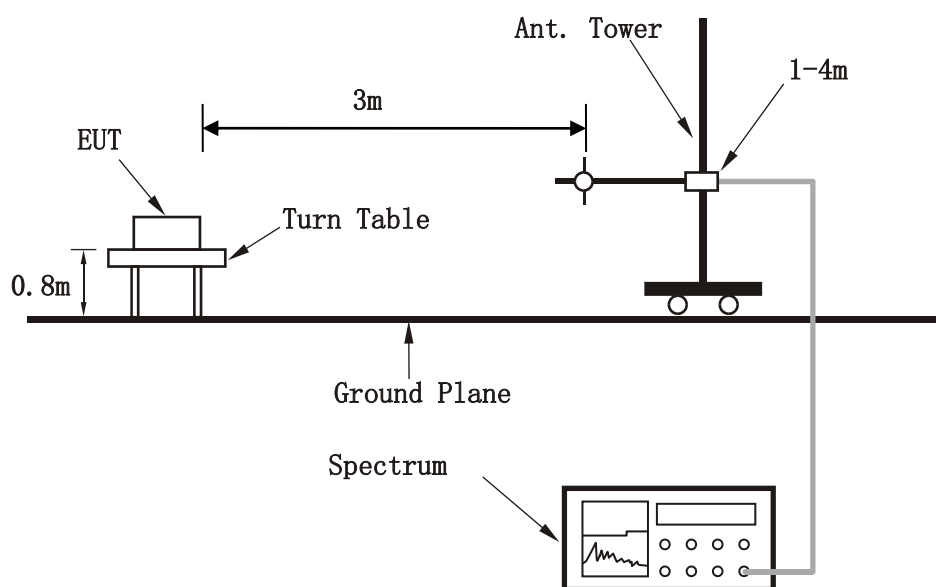 Ant. Tower
1-4m
3m
EUT
Turn Table
0.8m
Ground Plane
Spectrum